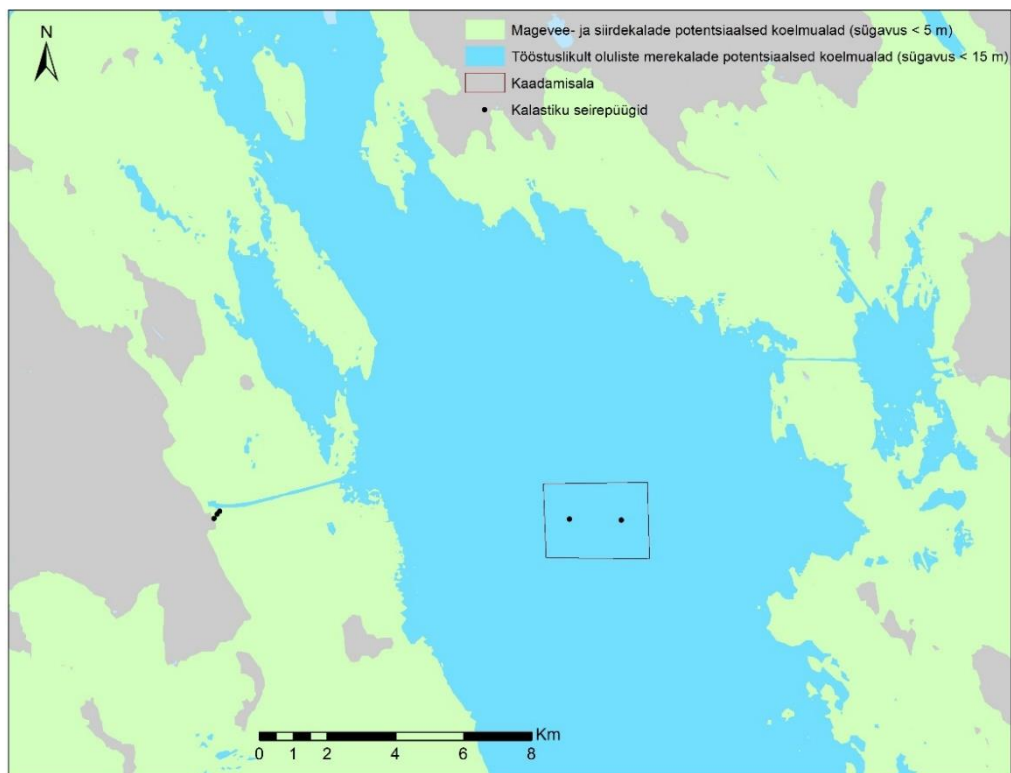 N
Magevee- ja siirdekalade potentsiaalsed koelmualad (sügavus < 5 m)
Tööstuslikult oluliste merekalade potentsiaalsed koelmualad (sügavus < 15 m)
Kaadamisala
Kalastiku seirepüügid
Km
0 1 2 4 6 8